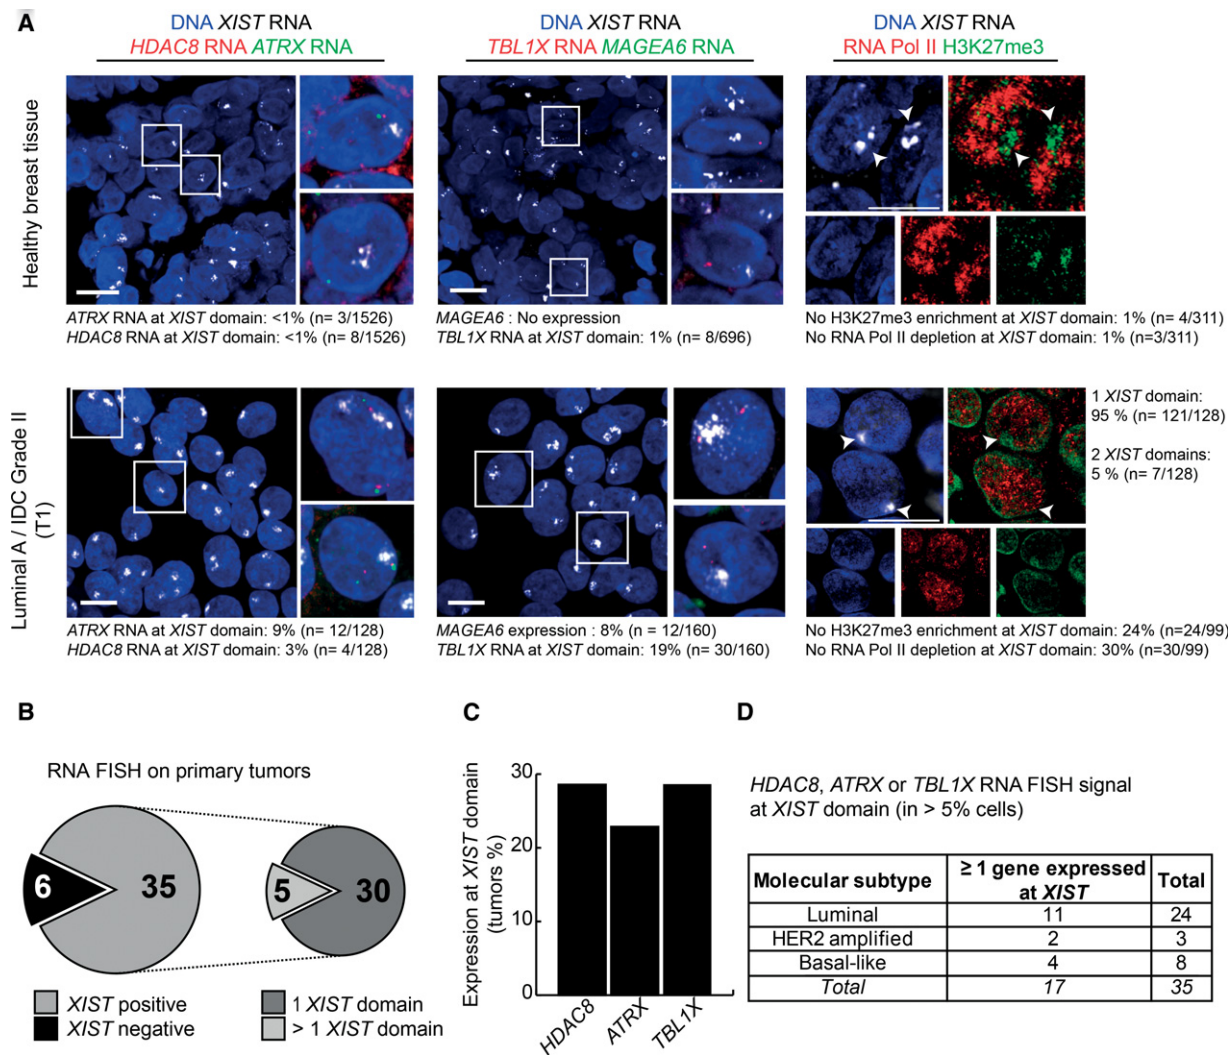 A
DNA XIST RNA
HDAC8 RNA ATRX RNA
DNA XIST RNA
TBL1X RNA MAGEA6 RNA
DNA XIST RNA
RNA Pol II H3K27me3
Healthy breast tissue
ATRX RNA at XIST domain: <1% (n= 3/1526)
HDAC8 RNA at XIST domain: <1% (n= 8/1526)
MAGEA6 : No expression
TBL1X RNA at XIST domain: 1% (n= 8/696)
No H3K27me3 enrichment at XIST domain: 1% (n= 4/311)
No RNA Pol II depletion at XIST domain: 1% (n=3/311)
Luminal A / IDC Grade II
(T1)
1 XIST domain:
95 % (n= 121/128)
2 XIST domains:
5 % (n= 7/128)
ATRX RNA at XIST domain: 9% (n= 12/128)
HDAC8 RNA at XIST domain: 3% (n= 4/128)
MAGEA6 expression : 8% (n = 12/160)
TBL1X RNA at XIST domain: 19% (n= 30/160)
No H3K27me3 enrichment at XIST domain: 24% (n=24/99)
No RNA Pol II depletion at XIST domain: 30% (n=30/99)
B
RNA FISH on primary tumors
6
35
5
30
XIST positive
XIST negative
1 XIST domain
> 1 XIST domain
C
Expression at XIST domain
(tumors %)
30
20
10
0
HDAC8
ATRX
TBL1X
D
HDAC8, ATRX or TBL1X RNA FISH signal
at XIST domain (in > 5% cells)
Molecular subtype
≥ 1 gene expressed
at XIST
Total
Luminal 11 24
HER2 amplified 2 3
Basal-like 4 8
Total 17 35